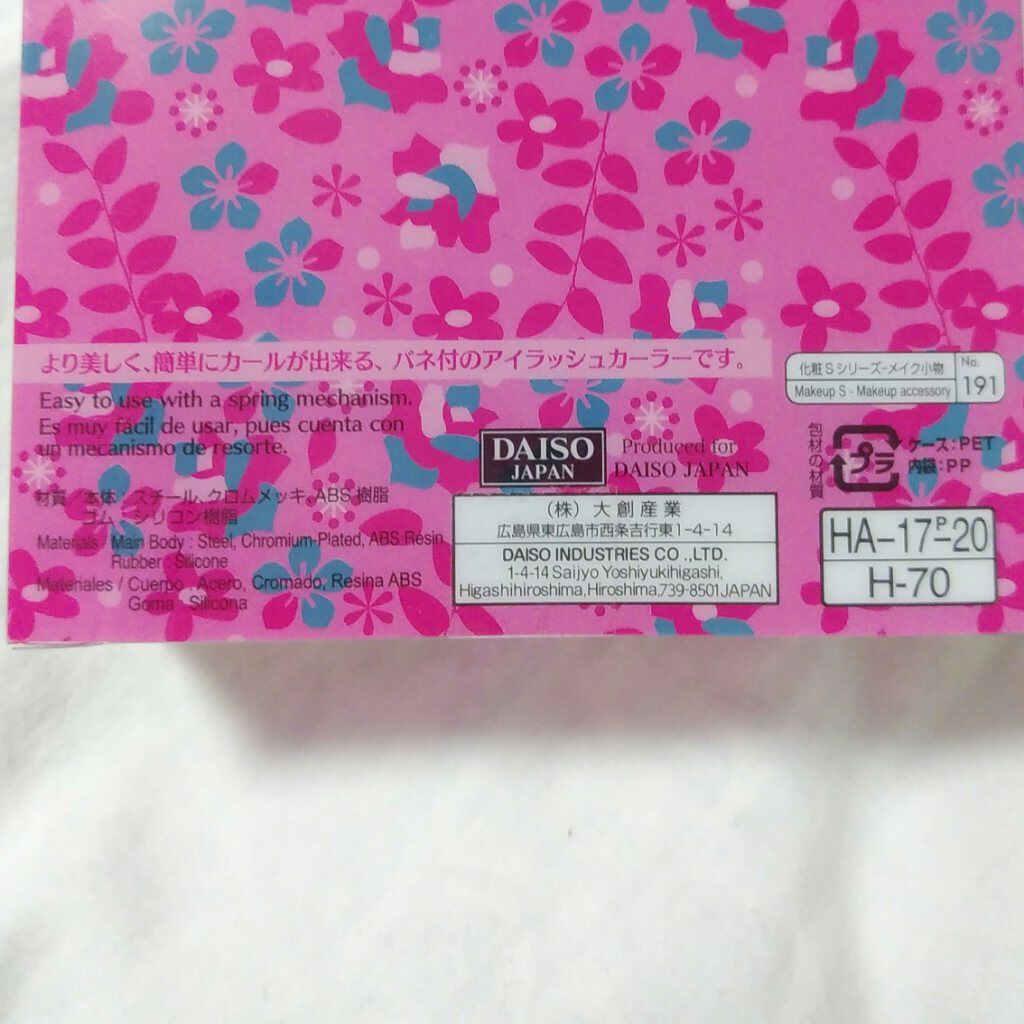 より美しく、簡単にカールが出来る、バネ付のアイラッシュカーラーです。
Easy to use with a spring mechanism.
Es muy fácil de usar, pues cuenta con
un mecanismo de resorte.
材質／本体：スチール、クロムメッキ、ABS樹脂
ゴム：シリコン樹脂
Materials / Main Body : Steel, Chromium-Plated, ABS Resin
Rubber : Silicone
Materiales / Cuerpo : Acero, Cromado, Resina ABS
Goma : Silicona
DAISO
JAPAN
Produced for
DAISO JAPAN
(株) 大創産業
広島県東広島市西条吉行東1-4-14
DAISO INDUSTRIES CO.,LTD.
1-4-14 Saijyo Yoshiyukihigashi,
Higashihiroshima,Hiroshima,739-8501JAPAN
化粧Sシリーズ-メイク小物
Makeup S - Makeup accessory
No.
191
包材の材質
プラ
ケース：PET
内袋：PP
HA-17-P-20
H-70